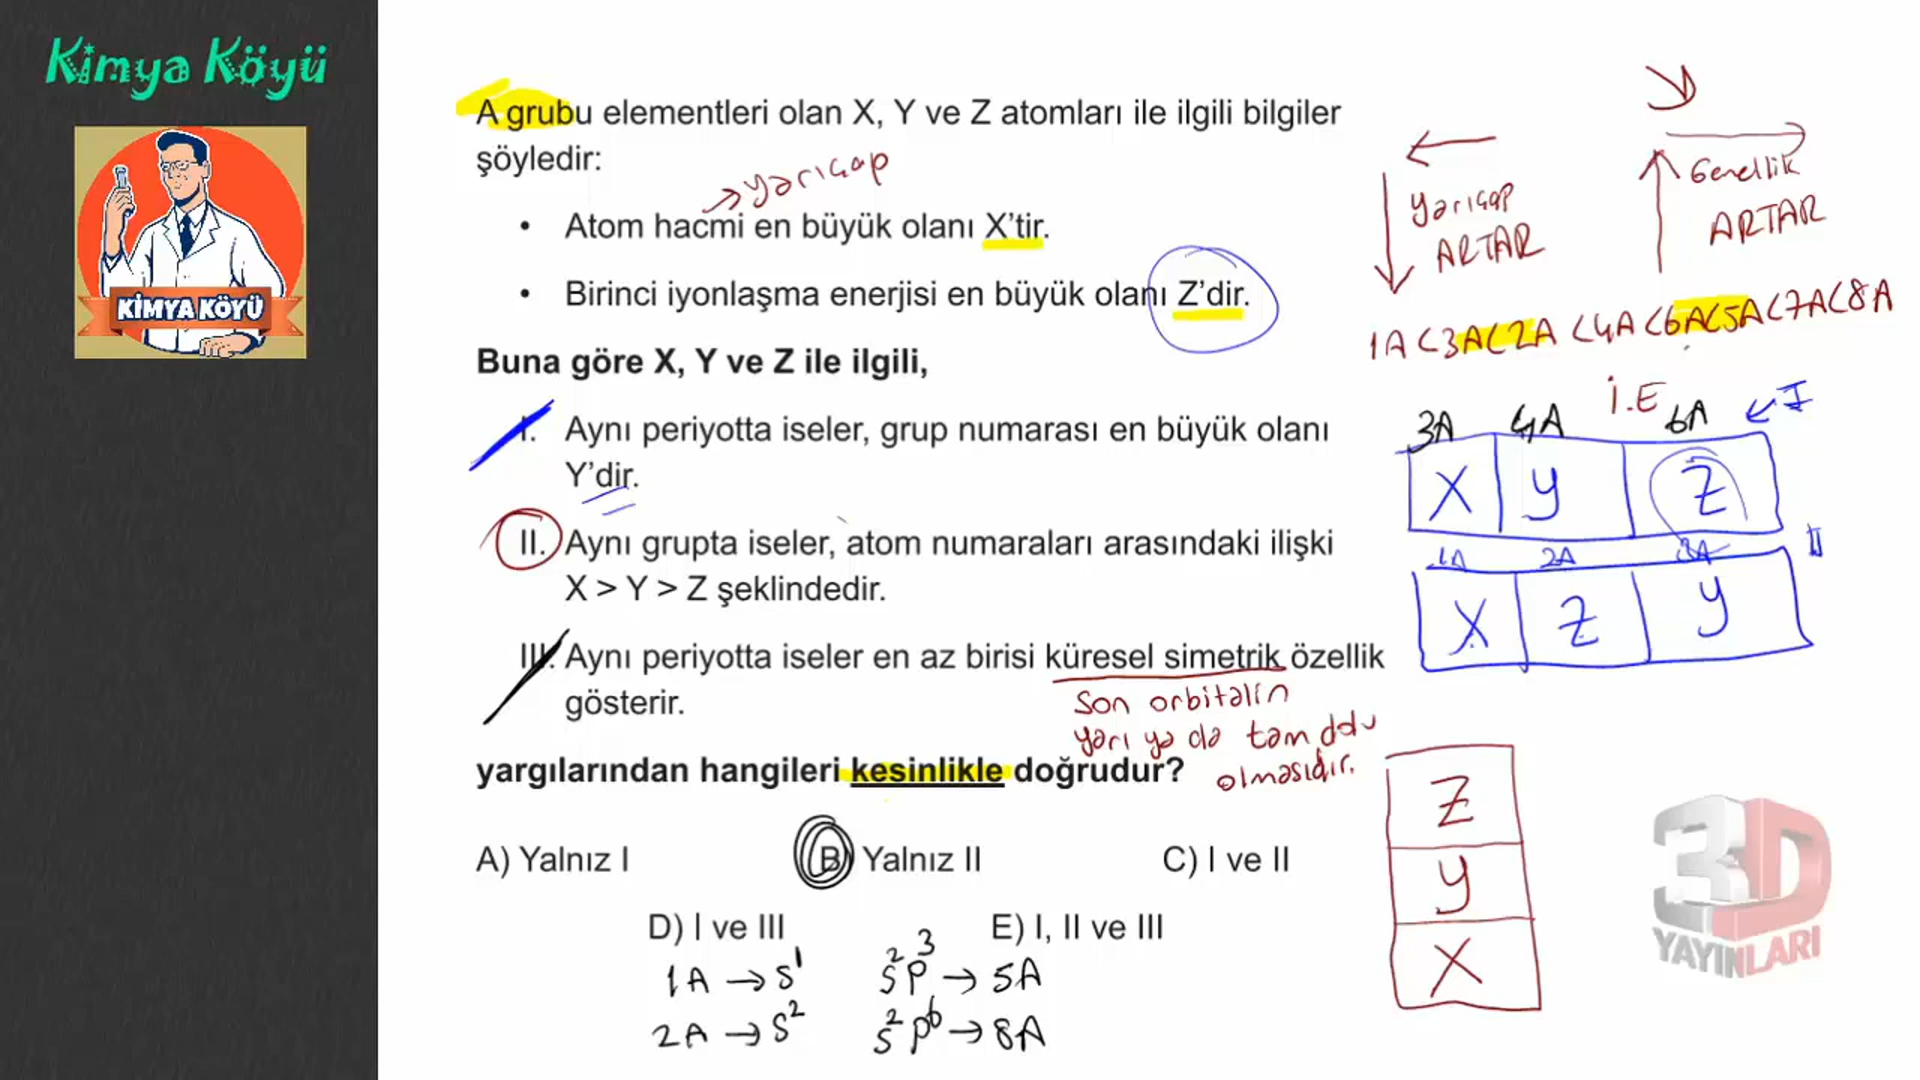 Kimya Köyü
KİMYA KÖYÜ
A grubu elementleri olan X, Y ve Z atomları ile ilgili bilgiler
şöyledir:
→ yarıçap
• Atom hacmi en büyük olanı X'tir.
• Birinci iyonlaşma enerjisi en büyük olanı Z'dir.
Buna göre X, Y ve Z ile ilgili,
I. Aynı periyotta iseler, grup numarası en büyük olanı
Y'dir.
II. Aynı grupta iseler, atom numaraları arasındaki ilişki
X > Y > Z şeklindedir.
III. Aynı periyotta iseler en az birisi küresel simetrik özellik
gösterir.
Son orbitalin
yarı ya da tam dolu
olmasıdır.
yargılarından hangileri kesinlikle doğrudur?
A) Yalnız I B) Yalnız II C) I ve II
D) I ve III E) I, II ve III
1A → S¹
2A → S²
S²P³ → 5A
S²P⁶ → 8A
yarıçap
ARTAR
Genellik
ARTAR
1A<3A<2A<4A<6A<5A<7A<8A
İ.E
3A 4A 6A ← I
X Y Z
1A 2A 3A II
X Z Y
Z
Y
X
3D
YAYINLARI